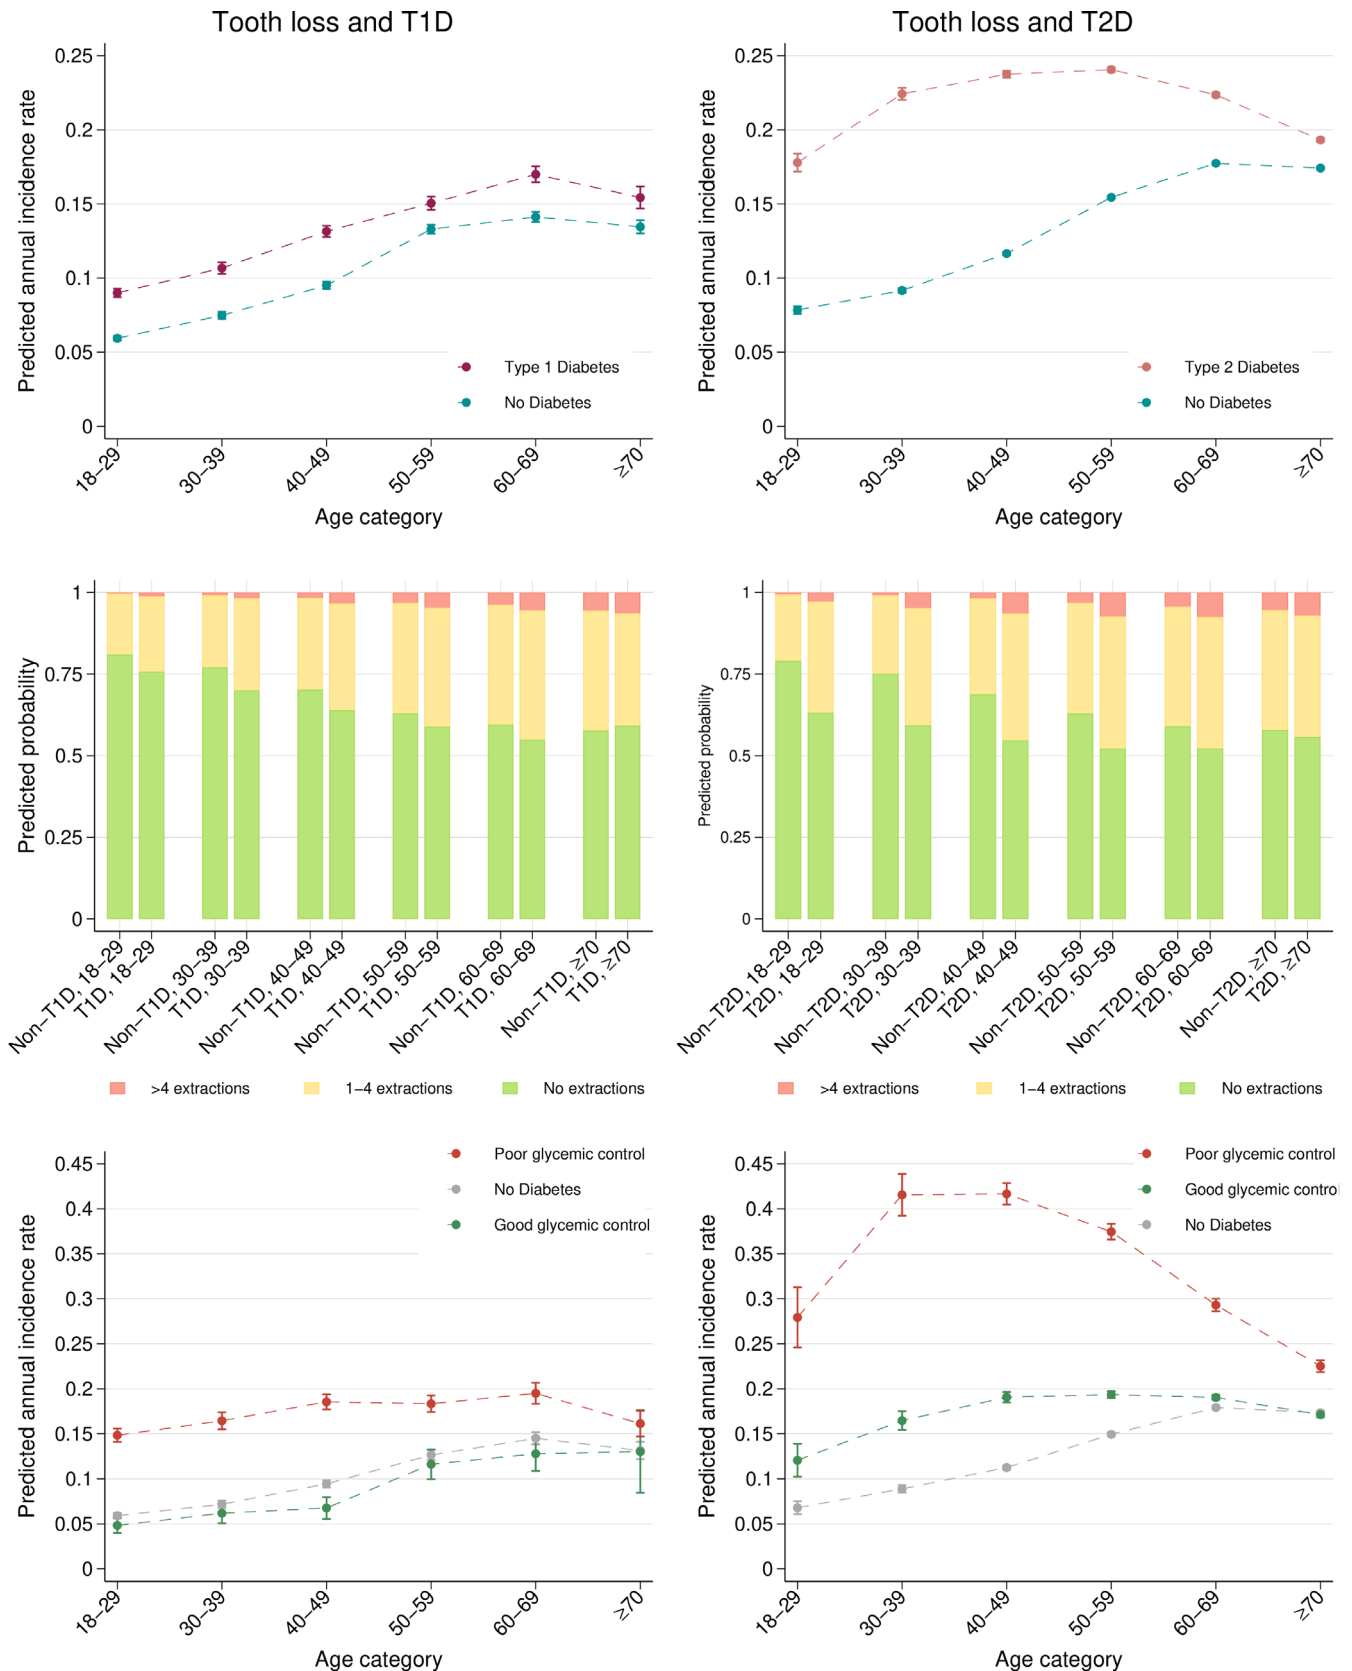 Tooth loss and T1D
Predicted annual incidence rate
0.25
0.2
0.15
0.1
0.05
0
Type 1 Diabetes
No Diabetes
18–29
30–39
40–49
50–59
60–69
≥70
Age category
Tooth loss and T2D
Predicted annual incidence rate
0.25
0.2
0.15
0.1
0.05
0
Type 2 Diabetes
No Diabetes
18–29
30–39
40–49
50–59
60–69
≥70
Age category
Predicted probability
1
0.75
0.5
0.25
0
Non–T1D, 18–29
T1D, 18–29
Non–T1D, 30–39
T1D, 30–39
Non–T1D, 40–49
T1D, 40–49
Non–T1D, 50–59
T1D, 50–59
Non–T1D, 60–69
T1D, 60–69
Non–T1D, ≥70
T1D, ≥70
>4 extractions
1–4 extractions
No extractions
Predicted probability
1
0.75
0.5
0.25
0
Non–T2D, 18–29
T2D, 18–29
Non–T2D, 30–39
T2D, 30–39
Non–T2D, 40–49
T2D, 40–49
Non–T2D, 50–59
T2D, 50–59
Non–T2D, 60–69
T2D, 60–69
Non–T2D, ≥70
T2D, ≥70
>4 extractions
1–4 extractions
No extractions
Predicted annual incidence rate
0.45
0.4
0.35
0.3
0.25
0.2
0.15
0.1
0.05
0
Poor glycemic control
No Diabetes
Good glycemic control
18–29
30–39
40–49
50–59
60–69
≥70
Age category
Predicted annual incidence rate
0.45
0.4
0.35
0.3
0.25
0.2
0.15
0.1
0.05
0
Poor glycemic control
Good glycemic contro
No Diabetes
18–29
30–39
40–49
50–59
60–69
≥70
Age category